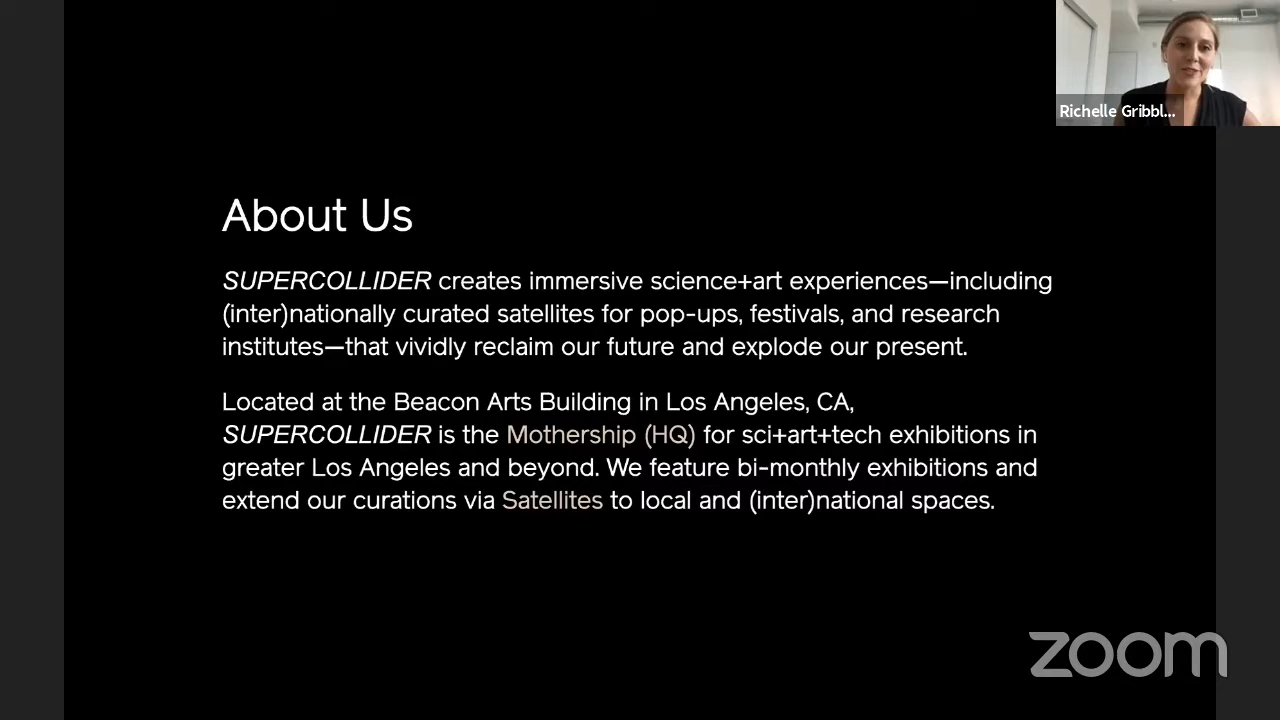 Richelle Gribbl...
About Us
SUPERCOLLIDER creates immersive science+art experiences—including
(inter)nationally curated satellites for pop-ups, festivals, and research
institutes—that vividly reclaim our future and explode our present.
Located at the Beacon Arts Building in Los Angeles, CA,
SUPERCOLLIDER is the Mothership (HQ) for sci+art+tech exhibitions in
greater Los Angeles and beyond. We feature bi-monthly exhibitions and
extend our curations via Satellites to local and (inter)national spaces.
zoom